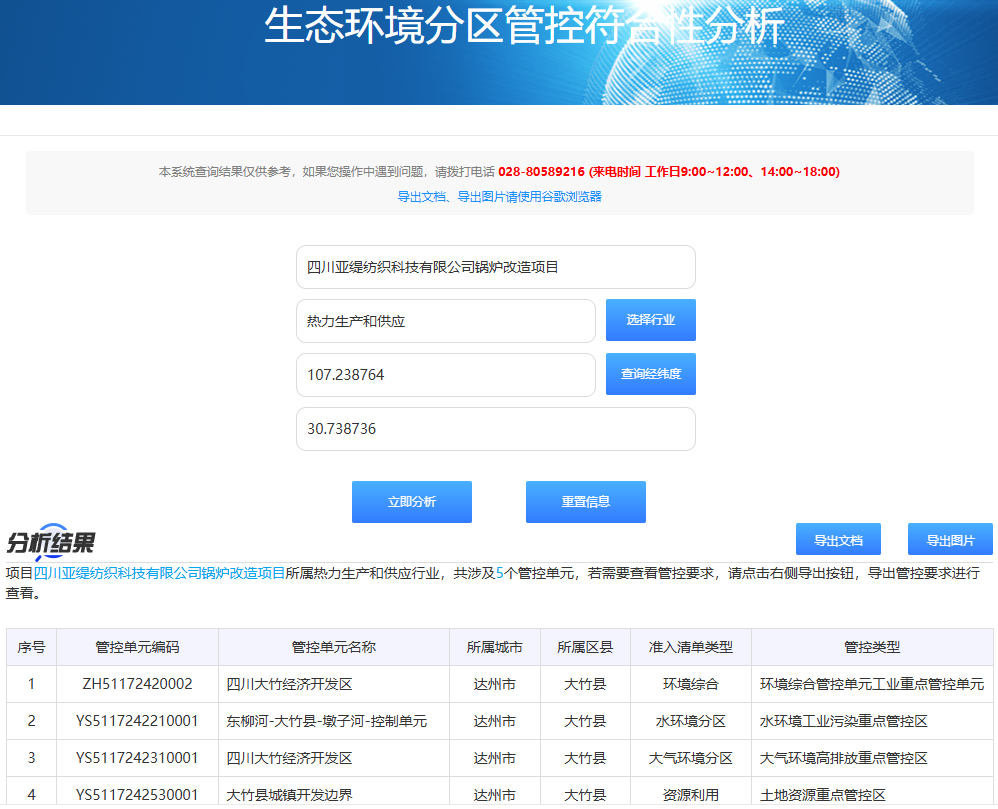 生态环境分区管控符合性分析
本系统查询结果仅供参考，如果您操作中遇到问题，请拨打电话 028-80589216 (来电时间 工作日9:00~12:00、14:00~18:00)
导出文档、导出图片请使用谷歌浏览器
四川亚缇纺织科技有限公司锅炉改造项目
热力生产和供应 选择行业
107.238764 查询经纬度
30.738736
立即分析 重置信息
分析结果 导出文档 导出图片
项目四川亚缇纺织科技有限公司锅炉改造项目所属热力生产和供应行业，共涉及5个管控单元，若需要查看管控要求，请点击右侧导出按钮，导出管控要求进行
查看。
序号 管控单元编码 管控单元名称 所属城市 所属区县 准入清单类型 管控类型
1 ZH51172420002 四川大竹经济开发区 达州市 大竹县 环境综合 环境综合管控单元工业重点管控单元
2 YS5117242210001 东柳河-大竹县-墩子河-控制单元 达州市 大竹县 水环境分区 水环境工业污染重点管控区
3 YS5117242310001 四川大竹经济开发区 达州市 大竹县 大气环境分区 大气环境高排放重点管控区
4 YS5117242530001 大竹县城镇开发边界 达州市 大竹县 资源利用 土地资源重点管控区